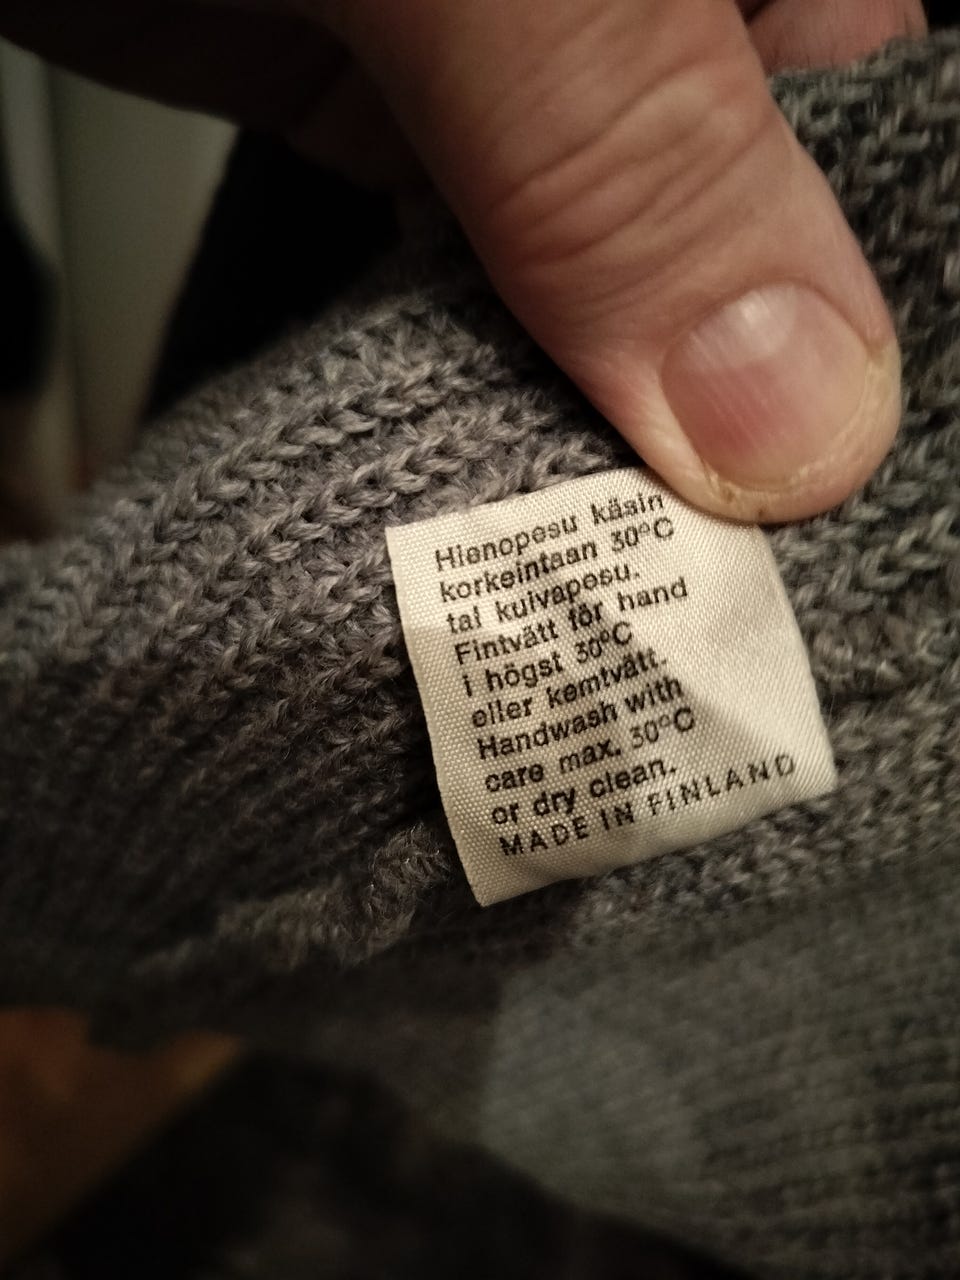 Hienopesu käsin
korkeintaan 30°C
tai kuivapesu.
Fintvätt för hand
i högst 30°C
eller kemtvätt.
Handwash with
care max. 30°C
or dry clean.
MADE IN FINLAND